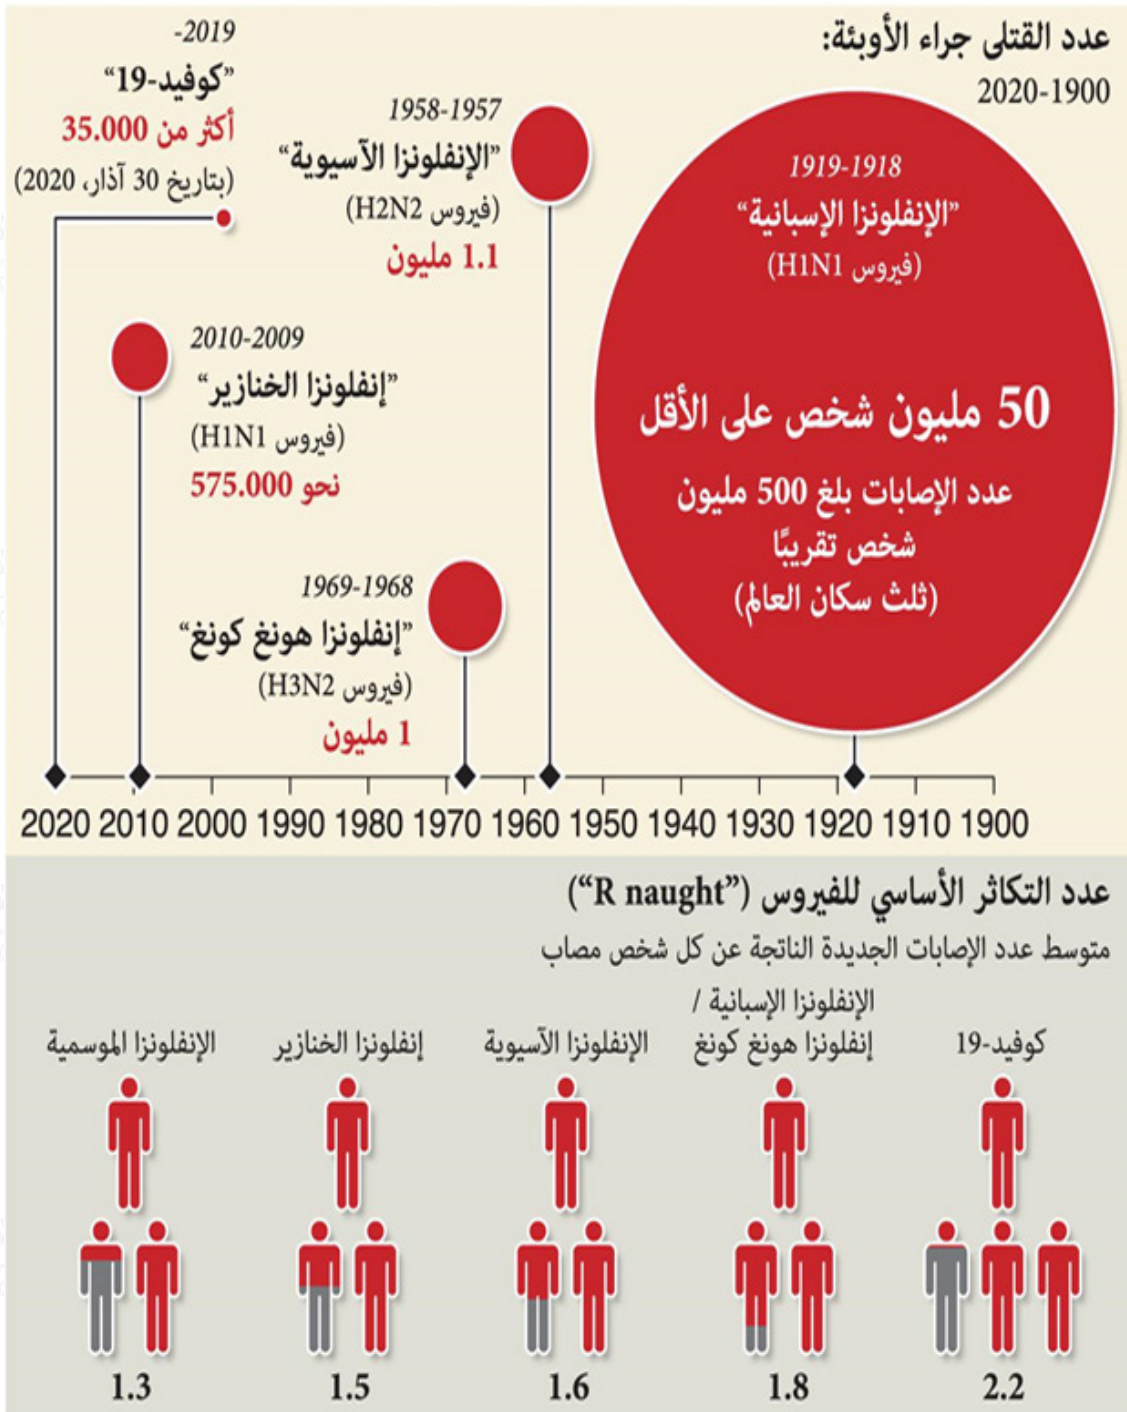 عدد القتلى جراء الأوبئة:
1900-2020
1918-1919
”الإنفلونزا الإسبانية“
(فيروس H1N1)
50 مليون شخص على الأقل
عدد الإصابات بلغ 500 مليون
شخص تقريبًا
(ثلث سكان العالم)
1957-1958
”الإنفلونزا الآسيوية“
(فيروس H2N2)
1.1 مليون
2019-
”كوفيد-19“
أكثر من 35.000
(بتاريخ 30 آذار، 2020)
2009-2010
”إنفلونزا الخنازير“
(فيروس H1N1)
نحو 575.000
1968-1969
”إنفلونزا هونغ كونغ“
(فيروس H3N2)
1 مليون
2020 2010 2000 1990 1980 1970 1960 1950 1940 1930 1920 1910 1900
عدد التكاثر الأساسي للفيروس (”R naught“)
متوسط عدد الإصابات الجديدة الناتجة عن كل شخص مصاب
كوفيد-19
الإنفلونزا الإسبانية /
إنفلونزا هونغ كونغ
الإنفلونزا الآسيوية
إنفلونزا الخنازير
الإنفلونزا الموسمية
2.2
1.8
1.6
1.5
1.3